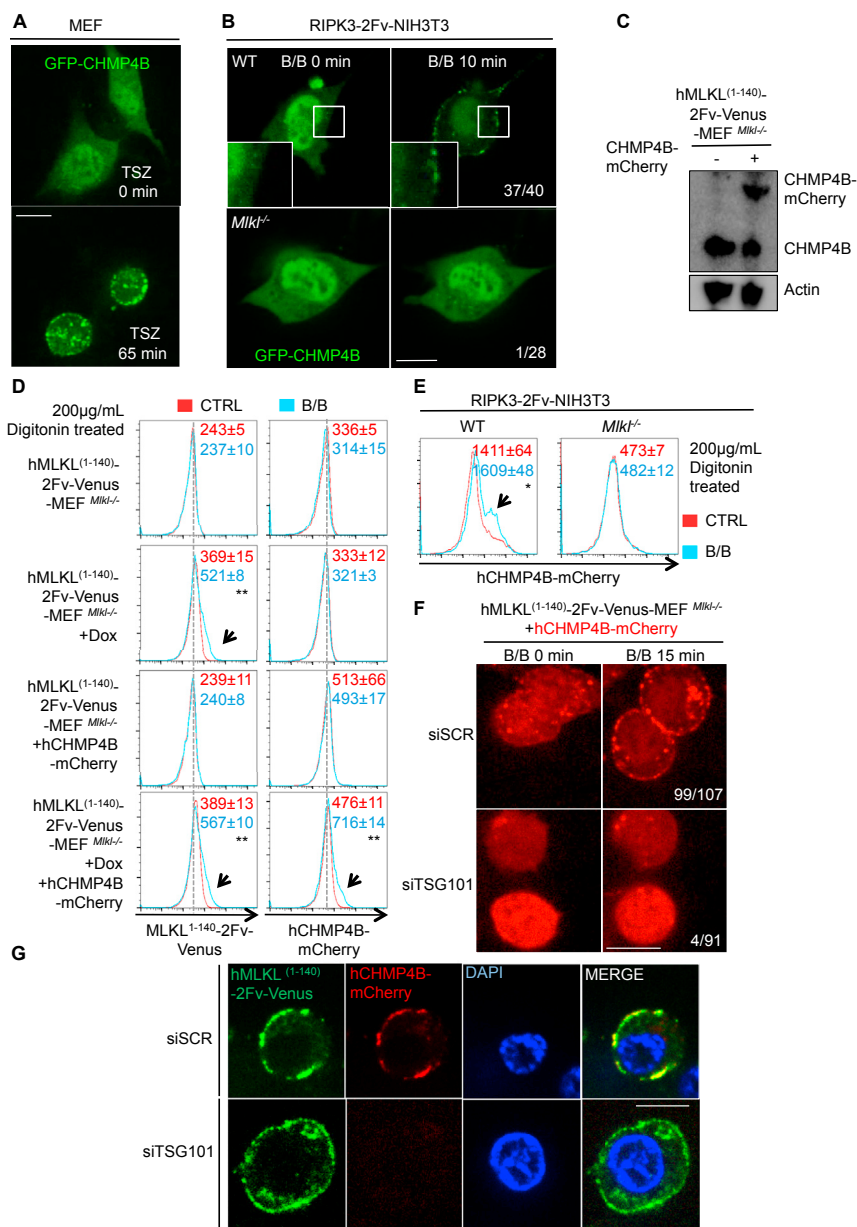 A
MEF
GFP-CHMP4B
TSZ
0 min
TSZ
65 min
B
RIPK3-2Fv-NIH3T3
WT
B/B 0 min
B/B 10 min
37/40
Mlkl-/-
GFP-CHMP4B
1/28
C
hMLKL(1-140)-
2Fv-Venus
-MEF Mlkl-/-
CHMP4B-
mCherry
- +
CHMP4B-
mCherry
CHMP4B
Actin
D
200µg/mL
Digitonin treated
CTRL
B/B
hMLKL(1-140)-
2Fv-Venus
-MEF Mlkl-/-
243±5
237±10
336±5
314±15
hMLKL(1-140)-
2Fv-Venus
-MEF Mlkl-/-
+Dox
369±15
521±8
**
333±12
321±3
hMLKL(1-140)-
2Fv-Venus
-MEF Mlkl-/-
+hCHMP4B
-mCherry
239±11
240±8
513±66
493±17
hMLKL(1-140)-
2Fv-Venus
-MEF Mlkl-/-
+Dox
+hCHMP4B
-mCherry
389±13
567±10
**
476±11
716±14
**
MLKL1-140-2Fv-
Venus
hCHMP4B-
mCherry
E
RIPK3-2Fv-NIH3T3
WT
Mlkl-/-
1411±64
1609±48
*
473±7
482±12
200µg/mL
Digitonin
treated
CTRL
B/B
hCHMP4B-mCherry
F
hMLKL(1-140)-2Fv-Venus-MEF Mlkl-/-
+hCHMP4B-mCherry
B/B 0 min
B/B 15 min
siSCR
99/107
siTSG101
4/91
G
hMLKL (1-140)
-2Fv-Venus
hCHMP4B-
mCherry
DAPI
MERGE
siSCR
siTSG101